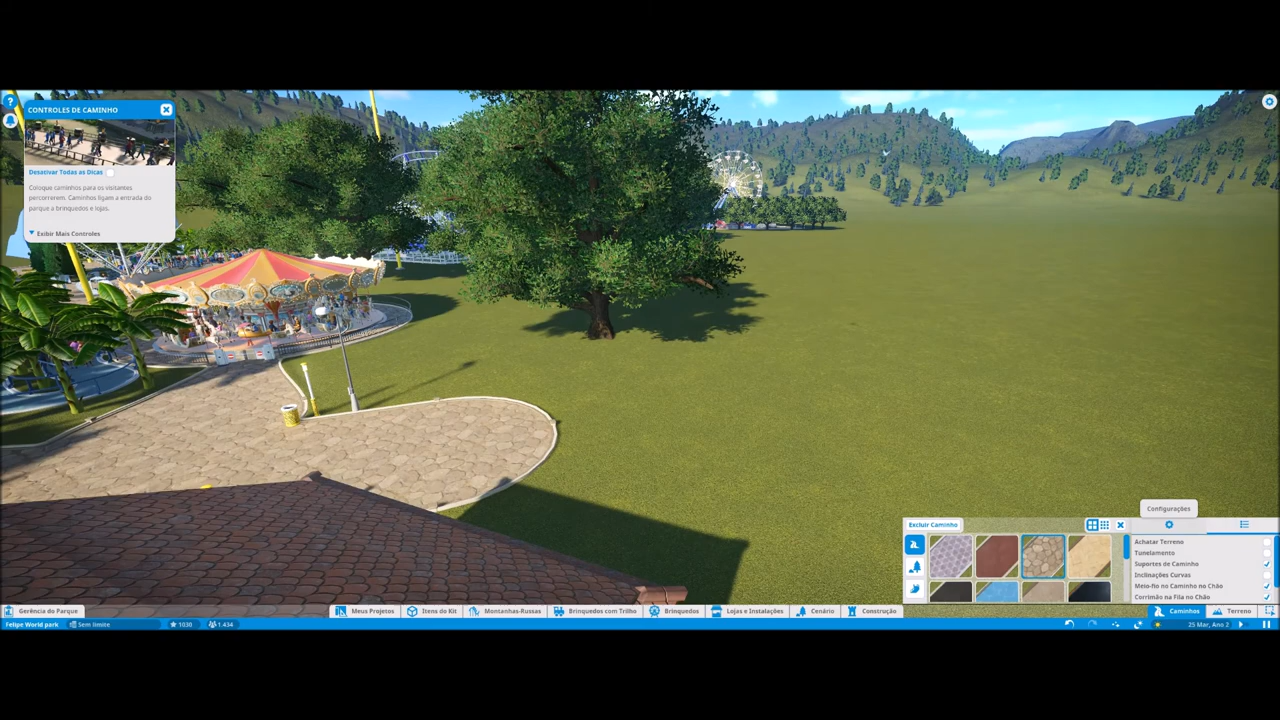 CONTROLES DE CAMINHO
Desativar Todas as Dicas
Coloque caminhos para os visitantes
percorrerem. Caminhos ligam a entrada do
parque a brinquedos e lojas.
Exibir Mais Controles
Configurações
Excluir Caminho
Achatar Terreno
Tunelamento
Suportes de Caminho
Inclinações Curvas
Meio-fio no Caminho no Chão
Corrimão na Fila no Chão
Gerência do Parque
Meus Projetos
Itens do Kit
Montanhas-Russas
Brinquedos com Trilho
Brinquedos
Lojas e Instalações
Cenário
Construção
Caminhos
Terreno
Felipe World park
Sem limite
1030
1.434
25 Mar, Ano 2